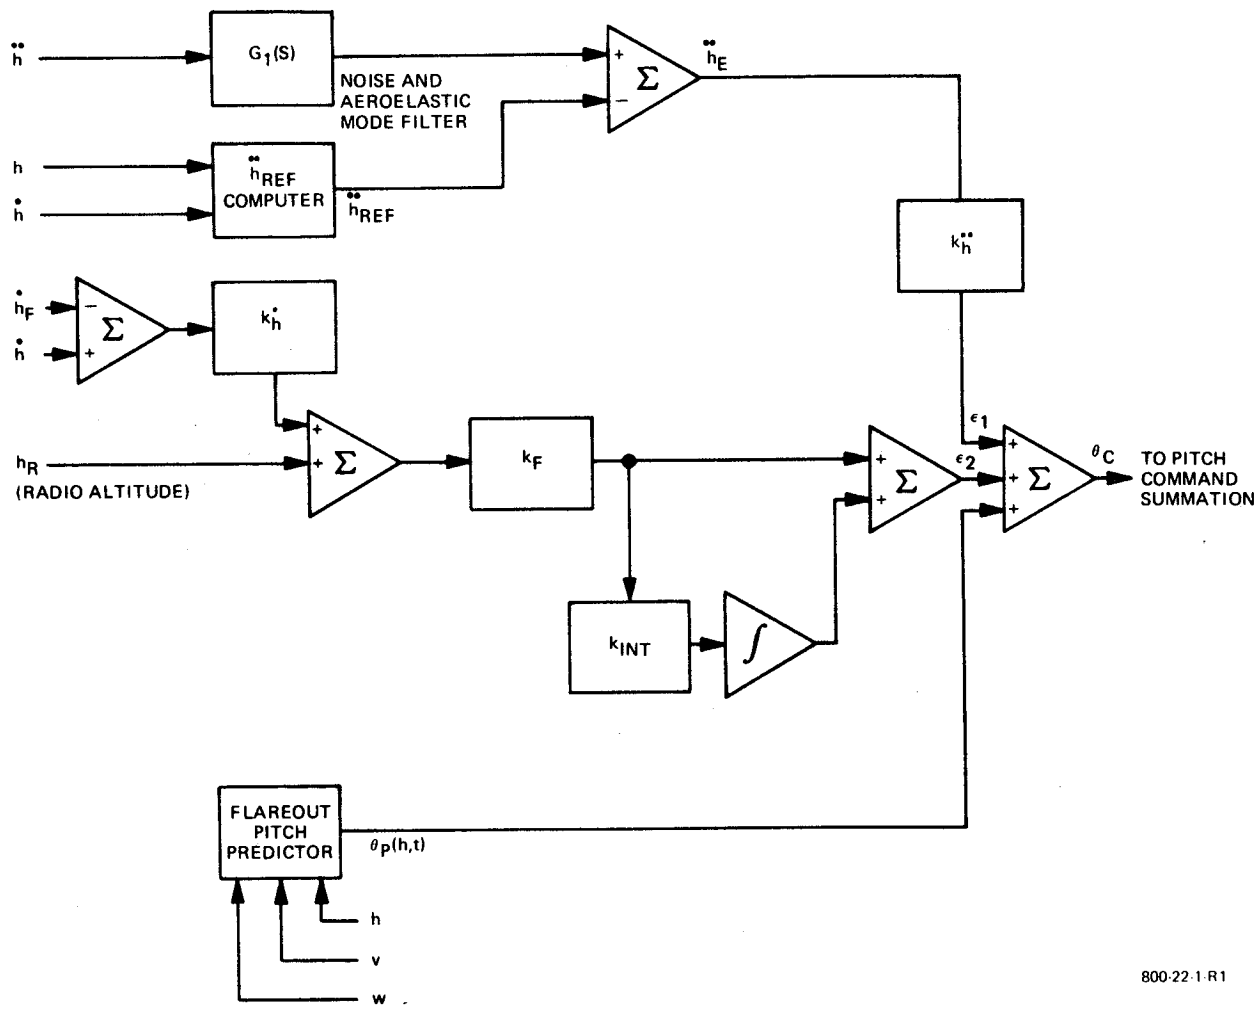 ḧ
G1(S)
NOISE AND
AEROELASTIC
MODE FILTER
+
−
Σ
ḧE
h
ḣ
ḧREF
COMPUTER
ḧREF
kḧ
ḣF
ḣ
−
+
Σ
kḣ
hR
(RADIO ALTITUDE)
+
+
Σ
kF
+
+
Σ
ϵ1
ϵ2
+
+
+
Σ
θC
TO PITCH
COMMAND
SUMMATION
kINT
∫
FLAREOUT
PITCH
PREDICTOR
θP(h,t)
h
v
w
800-22-1-R1